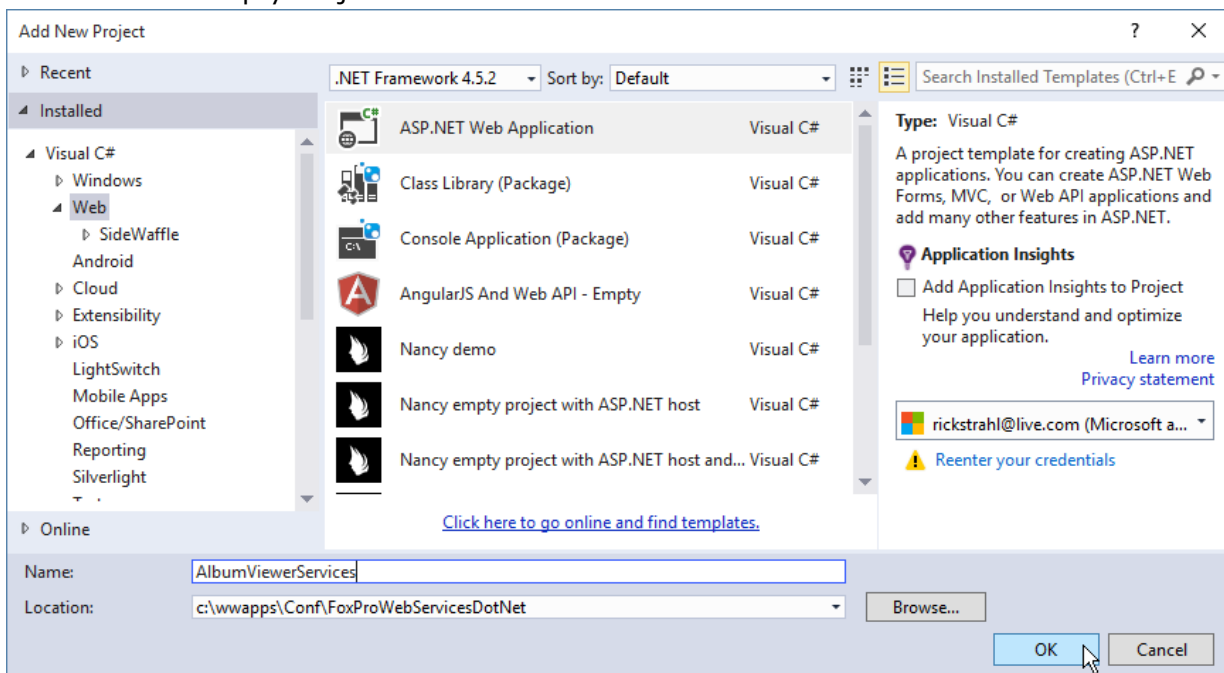 Add New Project
?
Recent
.NET Framework 4.5.2
Sort by: Default
Search Installed Templates (Ctrl+E
Installed
Visual C#
Windows
Web
SideWaffle
Android
Cloud
Extensibility
iOS
LightSwitch
Mobile Apps
Office/SharePoint
Reporting
Silverlight
Online
C#
ASP.NET Web Application Visual C#
Class Library (Package) Visual C#
C:\
Console Application (Package) Visual C#
AngularJS And Web API - Empty Visual C#
Nancy demo Visual C#
Nancy empty project with ASP.NET host Visual C#
Nancy empty project with ASP.NET host and... Visual C#
Click here to go online and find templates.
Type: Visual C#
A project template for creating ASP.NET
applications. You can create ASP.NET Web
Forms, MVC, or Web API applications and
add many other features in ASP.NET.
Application Insights
Add Application Insights to Project
Help you understand and optimize
your application.
Learn more
Privacy statement
rickstrahl@live.com (Microsoft a...
Reenter your credentials
Name: AlbumViewerServices
Location: c:\wwapps\Conf\FoxProWebServicesDotNet
Browse...
OK
Cancel